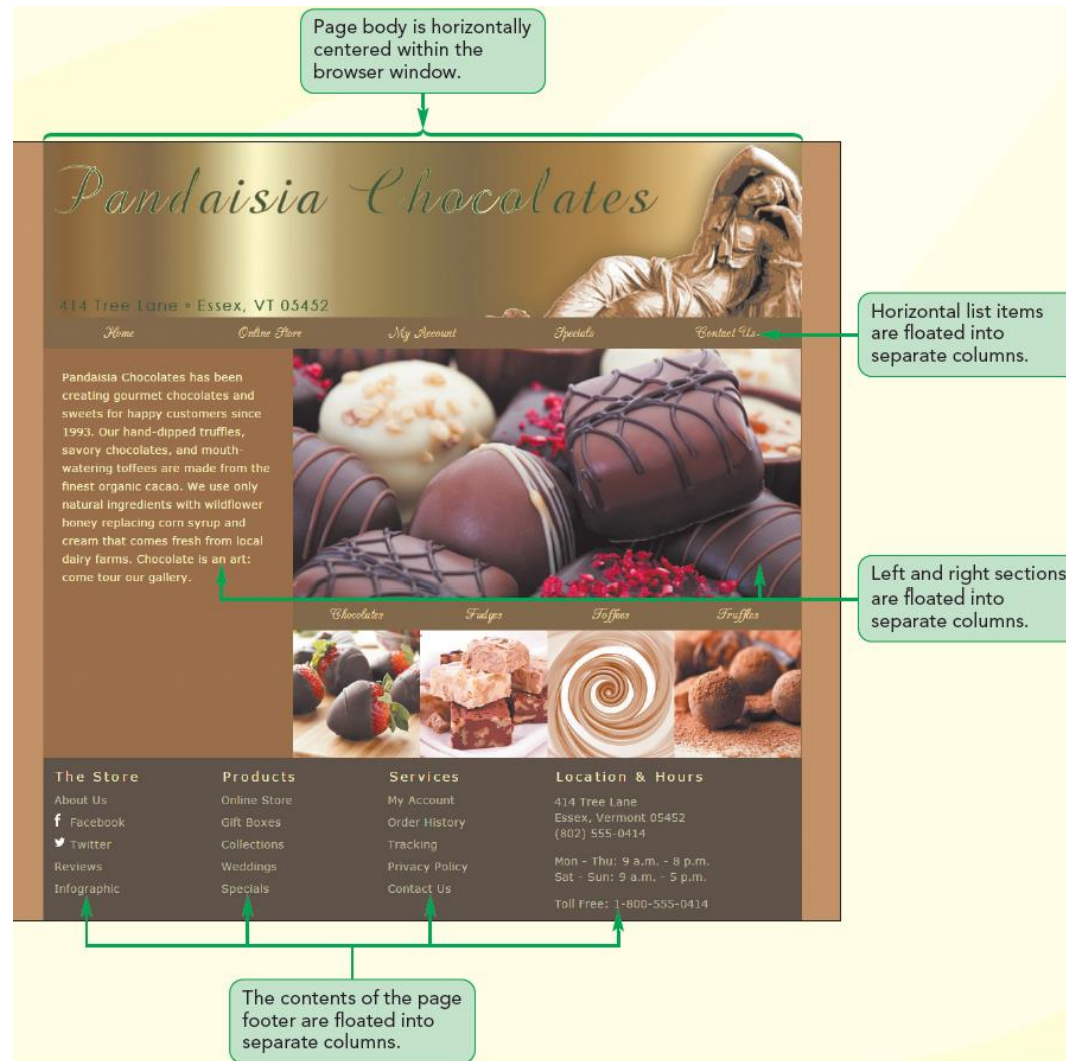 Page body is horizontally
centered within the
browser window.
Pandaisia Chocolates
414 Tree Lane • Essex, VT 05452
Home Online Store My Account Specials Contact Us
Horizontal list items
are floated into
separate columns.
Pandaisia Chocolates has been
creating gourmet chocolates and
sweets for happy customers since
1993. Our hand-dipped truffles,
savory chocolates, and mouth-
watering toffees are made from the
finest organic cacao. We use only
natural ingredients with wildflower
honey replacing corn syrup and
cream that comes fresh from local
dairy farms. Chocolate is an art:
come tour our gallery.
Left and right sections
are floated into
separate columns.
Chocolates Fudges Toffees Truffles
The Store
About Us
Facebook
Twitter
Reviews
Infographic
Products
Online Store
Gift Boxes
Collections
Weddings
Specials
Services
My Account
Order History
Tracking
Privacy Policy
Contact Us
Location & Hours
414 Tree Lane
Essex, Vermont 05452
(802) 555-0414
Mon - Thu: 9 a.m. - 8 p.m.
Sat - Sun: 9 a.m. - 5 p.m.
Toll Free: 1-800-555-0414
The contents of the page
footer are floated into
separate columns.